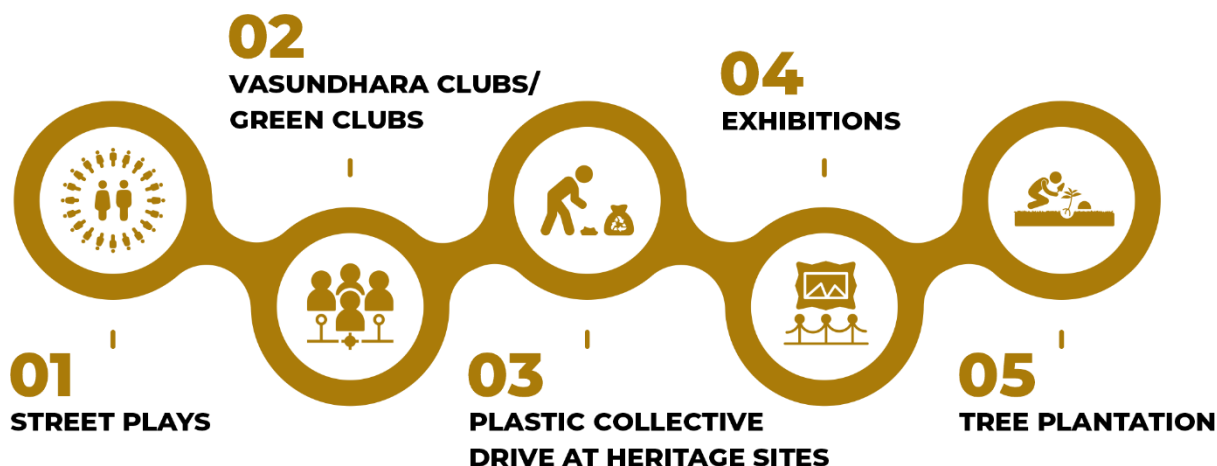 01
STREET PLAYS
02
VASUNDHARA CLUBS/
GREEN CLUBS
03
PLASTIC COLLECTIVE
DRIVE AT HERITAGE SITES
04
EXHIBITIONS
05
TREE PLANTATION